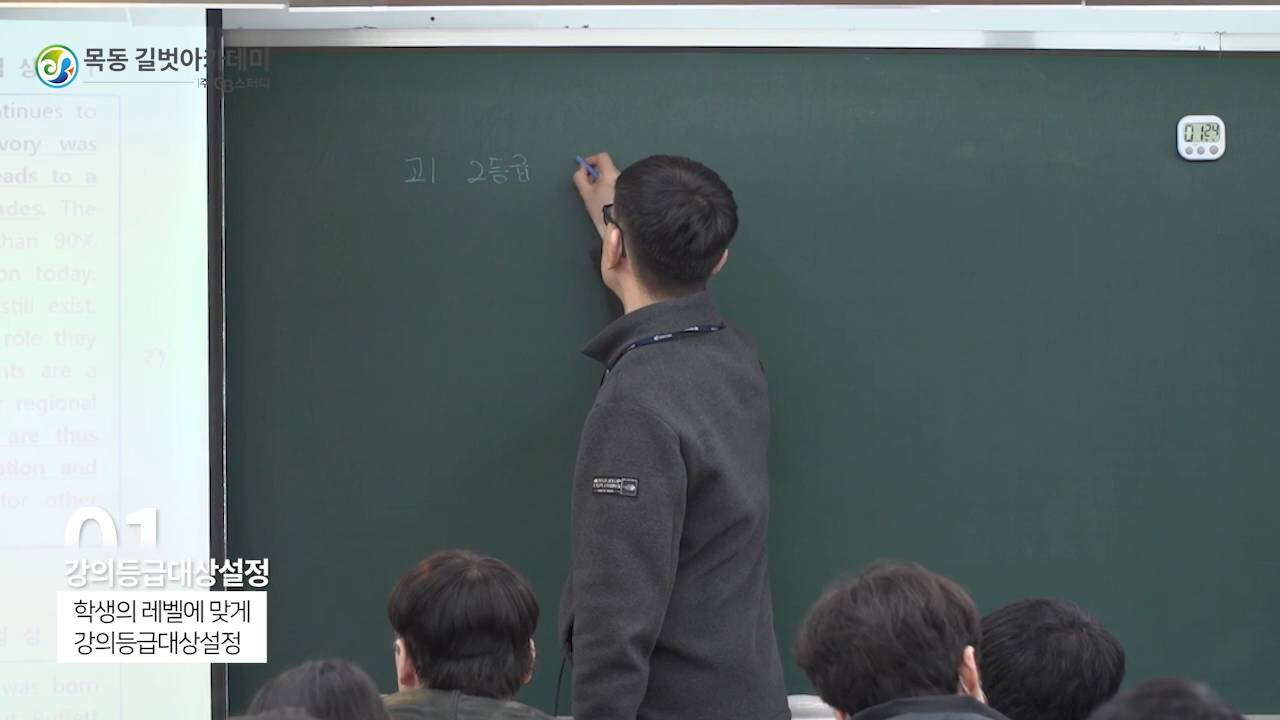 목동 길벗아카데미
(주)GB스터디
tinues to
vory was
eads to a
ades. The
han 90%
on today.
still exist.
role they
nts are a
regional
are thus
ation and
for other
was born
고1 2등급
01:24
01
강의등급대상설정
학생의 레벨에 맞게
강의등급대상설정